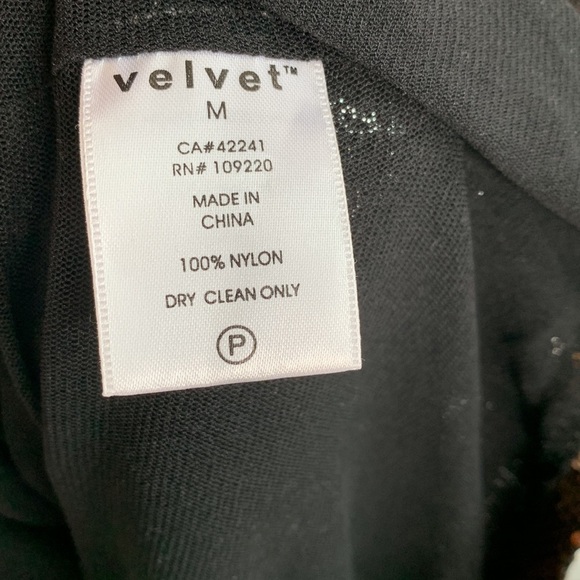 velvet™
M
CA#42241
RN# 109220
MADE IN
CHINA
100% NYLON
DRY CLEAN ONLY
P